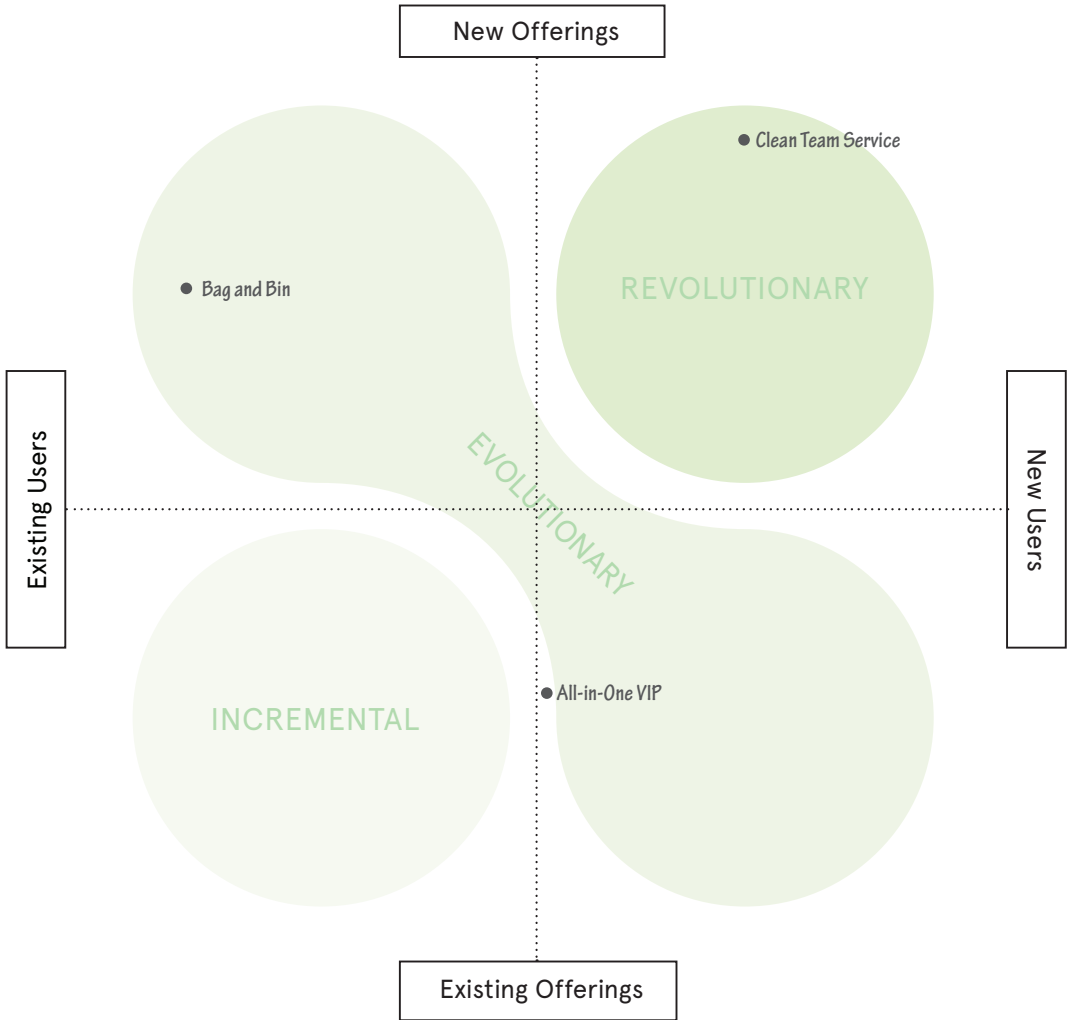 New Offerings
Clean Team Service
REVOLUTIONARY
Bag and Bin
Existing Users
EVOLUTIONARY
New Users
All-in-One VIP
INCREMENTAL
Existing Offerings